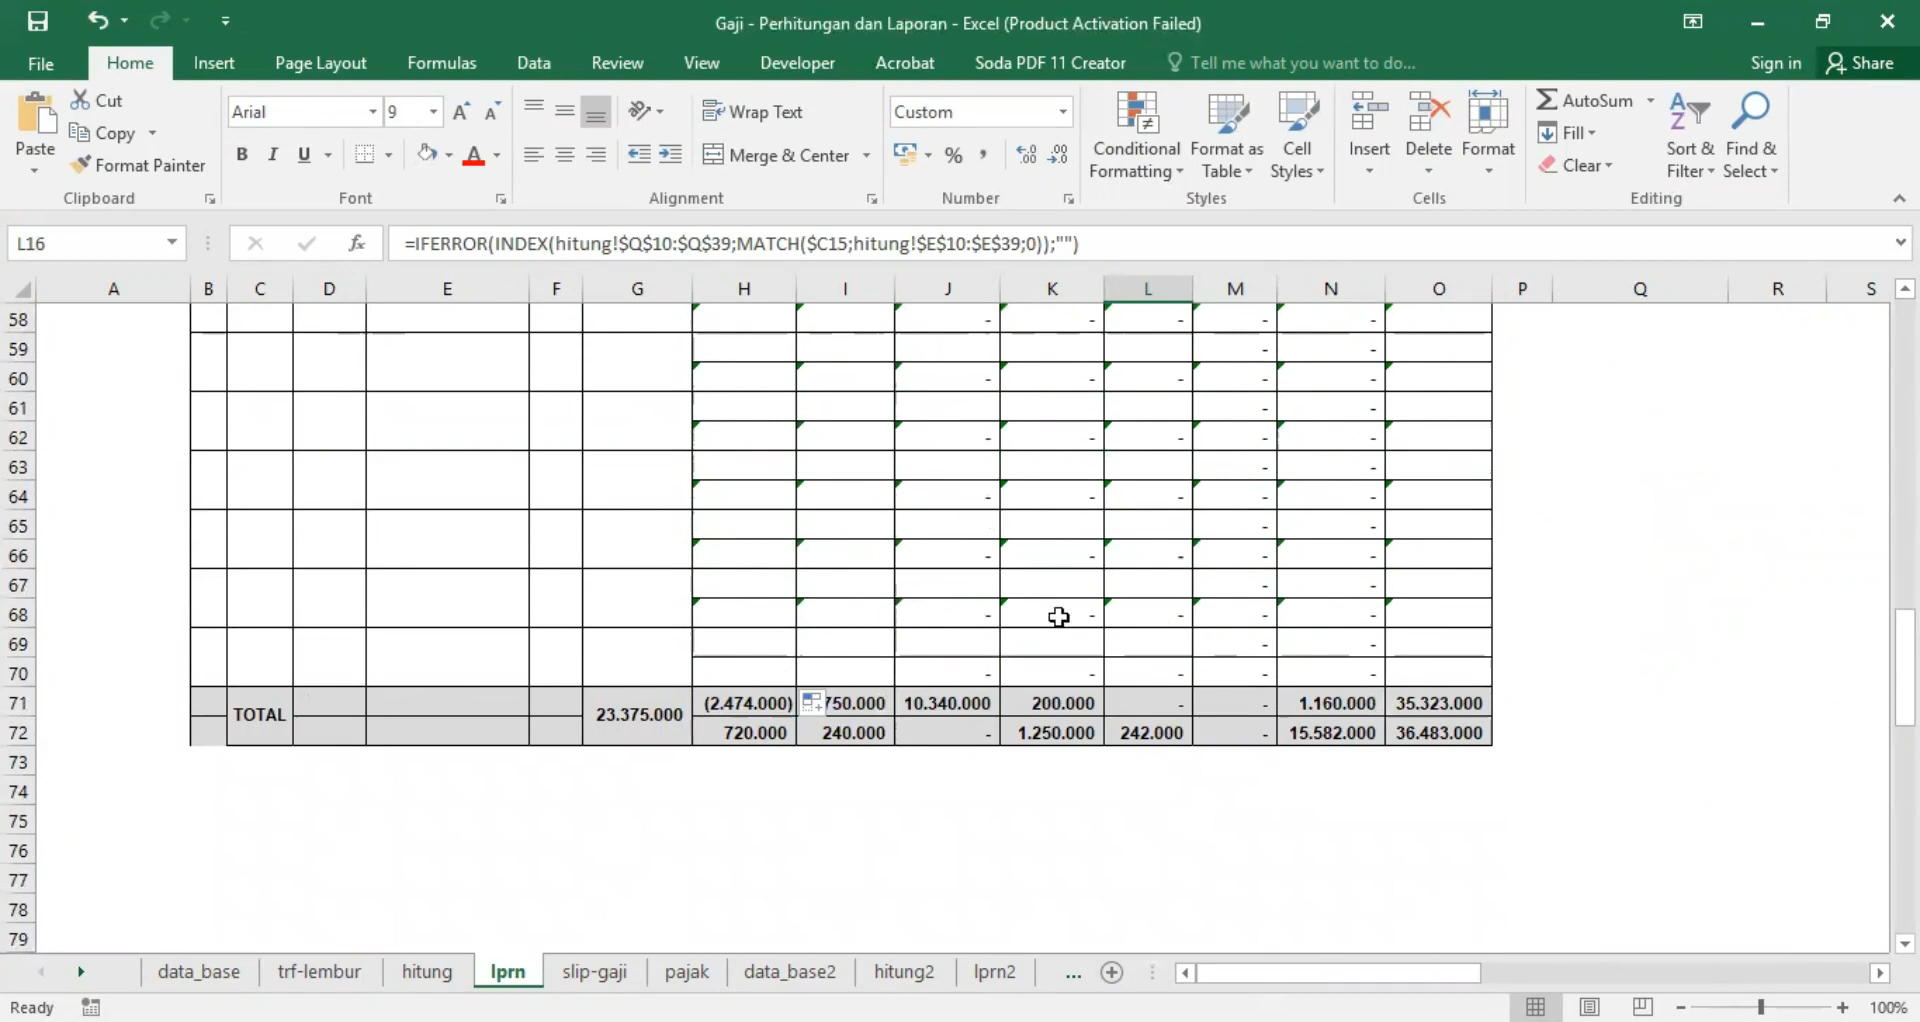 Gaji - Perhitungan dan Laporan - Excel (Product Activation Failed)
File Home Insert Page Layout Formulas Data Review View Developer Acrobat Soda PDF 11 Creator Tell me what you want to do... Sign in Share
Paste
Cut
Copy
Format Painter
Clipboard
Arial 9
B I U
Font
Wrap Text
Merge & Center
Alignment
Custom
%
Number
Conditional Formatting
Format as Table
Cell Styles
Styles
Insert
Delete
Format
Cells
AutoSum
Fill
Clear
Sort & Filter
Find & Select
Editing
L16 fx =IFERROR(INDEX(hitung!$Q$10:$Q$39;MATCH($C15;hitung!$E$10:$E$39;0));"")
A B C D E F G H I J K L M N O P Q R S
58 - - - - -
59 - -
60 - - - - -
61 - -
62 - - - - -
63 - -
64 - - - - -
65 - -
66 - - - - -
67 - -
68 - - - - -
69 - -
70 - - - - -
71 TOTAL 23.375.000 (2.474.000) 750.000 10.340.000 200.000 - - 1.160.000 35.323.000
72 720.000 240.000 - 1.250.000 242.000 - 15.582.000 36.483.000
73
74
75
76
77
78
79
data_base trf-lembur hitung lprn slip-gaji pajak data_base2 hitung2 lprn2 ...
Ready 100%